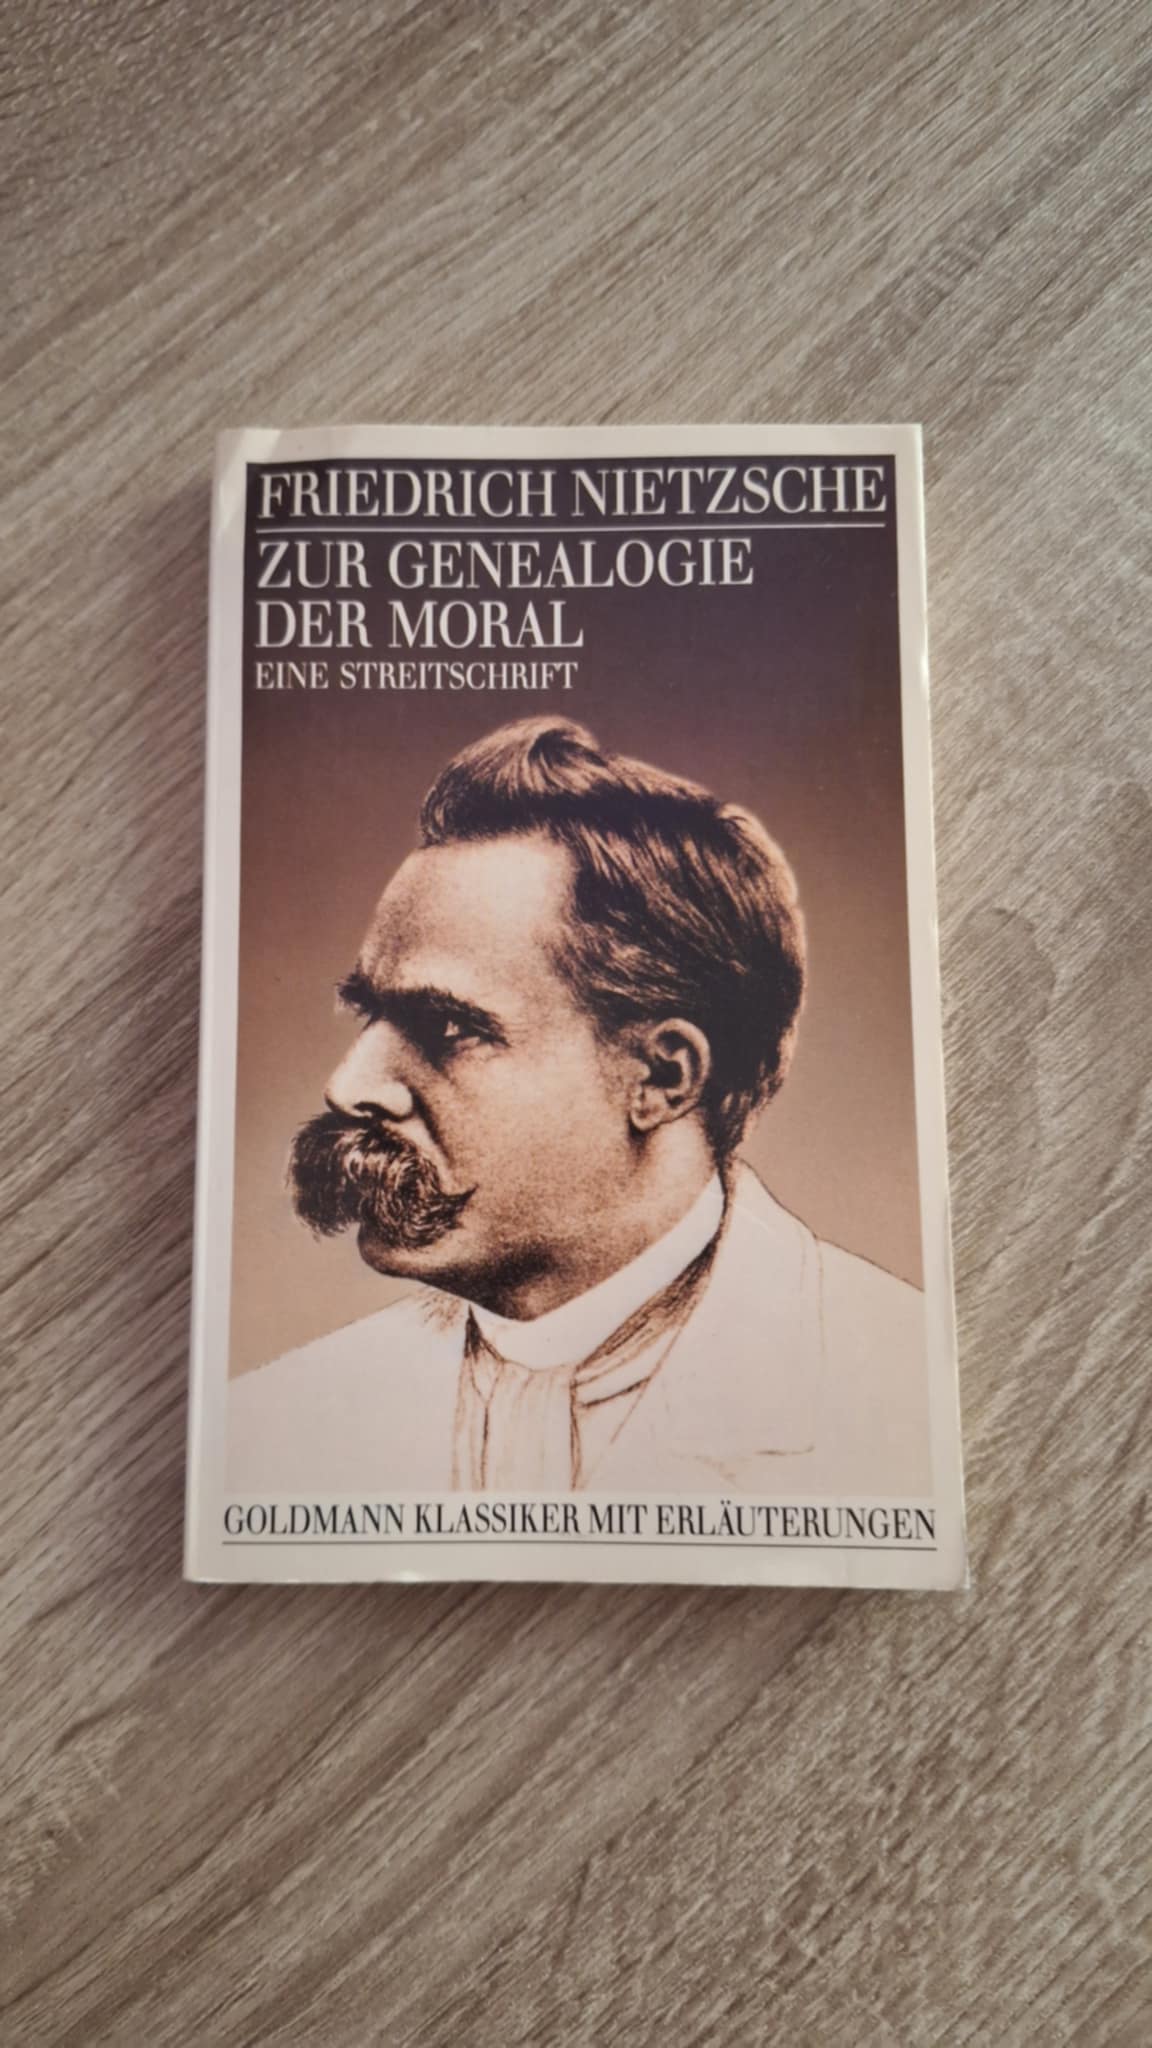 FRIEDRICH NIETZSCHE
ZUR GENEALOGIE
DER MORAL
EINE STREITSCHRIFT
GOLDMANN KLASSIKER MIT ERLÄUTERUNGEN